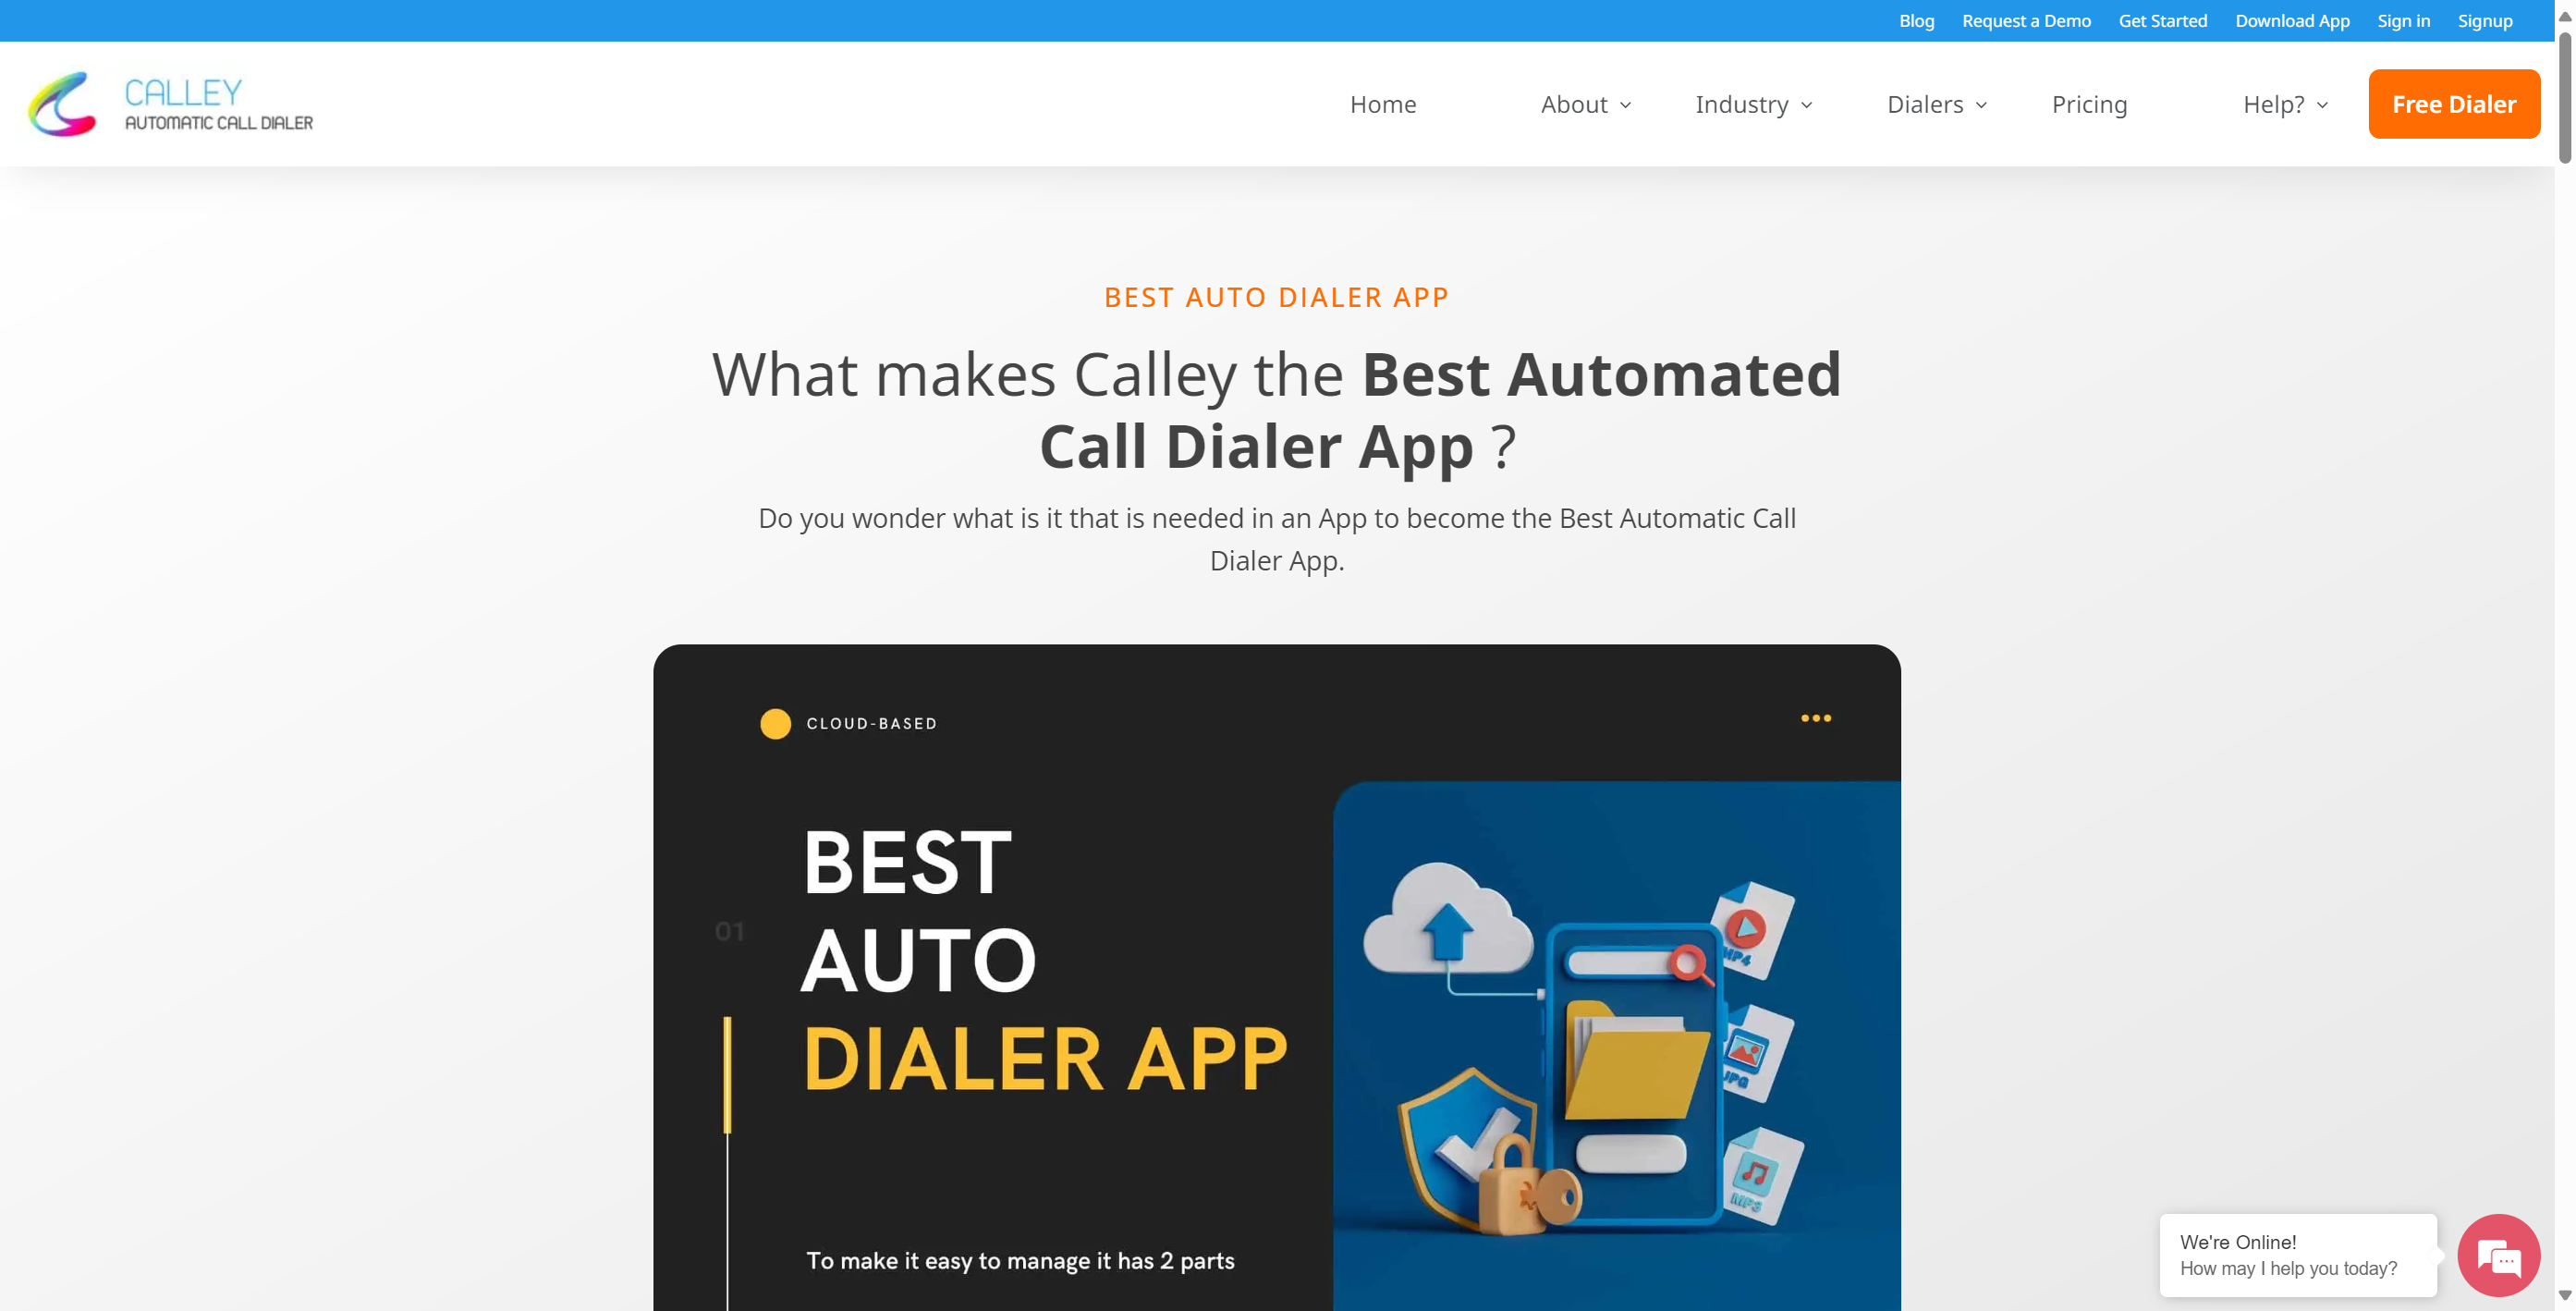 Blog Request a Demo Get Started Download App Sign in Signup
CALLEY
AUTOMATIC CALL DIALER
Home About Industry Dialers Pricing Help? Free Dialer
BEST AUTO DIALER APP
What makes Calley the Best Automated
Call Dialer App ?
Do you wonder what is it that is needed in an App to become the Best Automatic Call
Dialer App.
CLOUD-BASED
BEST
AUTO
DIALER APP
01
MP4
JPG
MP3
To make it easy to manage it has 2 parts
We're Online!
How may I help you today?